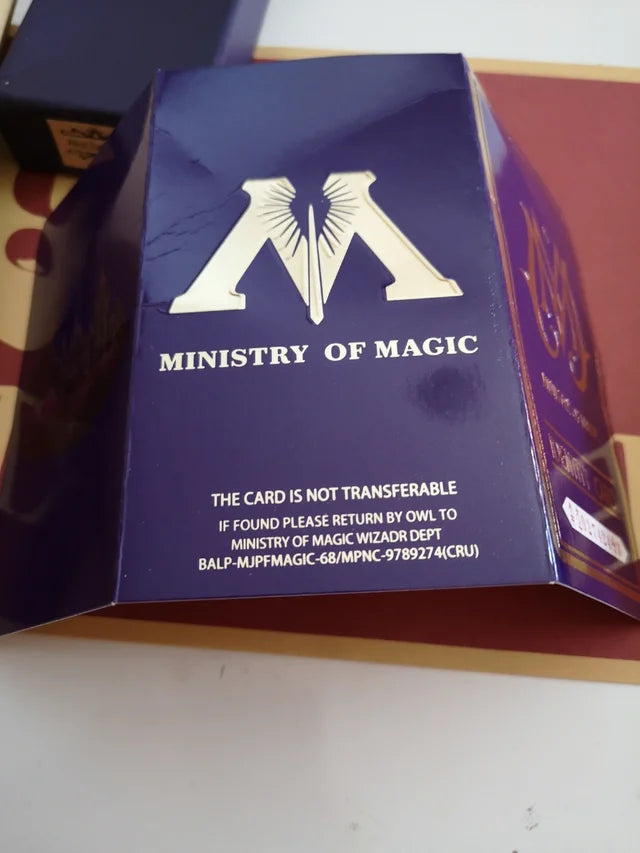 MINISTRY OF MAGIC
THE CARD IS NOT TRANSFERABLE
IF FOUND PLEASE RETURN BY OWL TO
MINISTRY OF MAGIC WIZADR DEPT
BALP-MJPFMAGIC-68/MPNC-9789274(CRU)